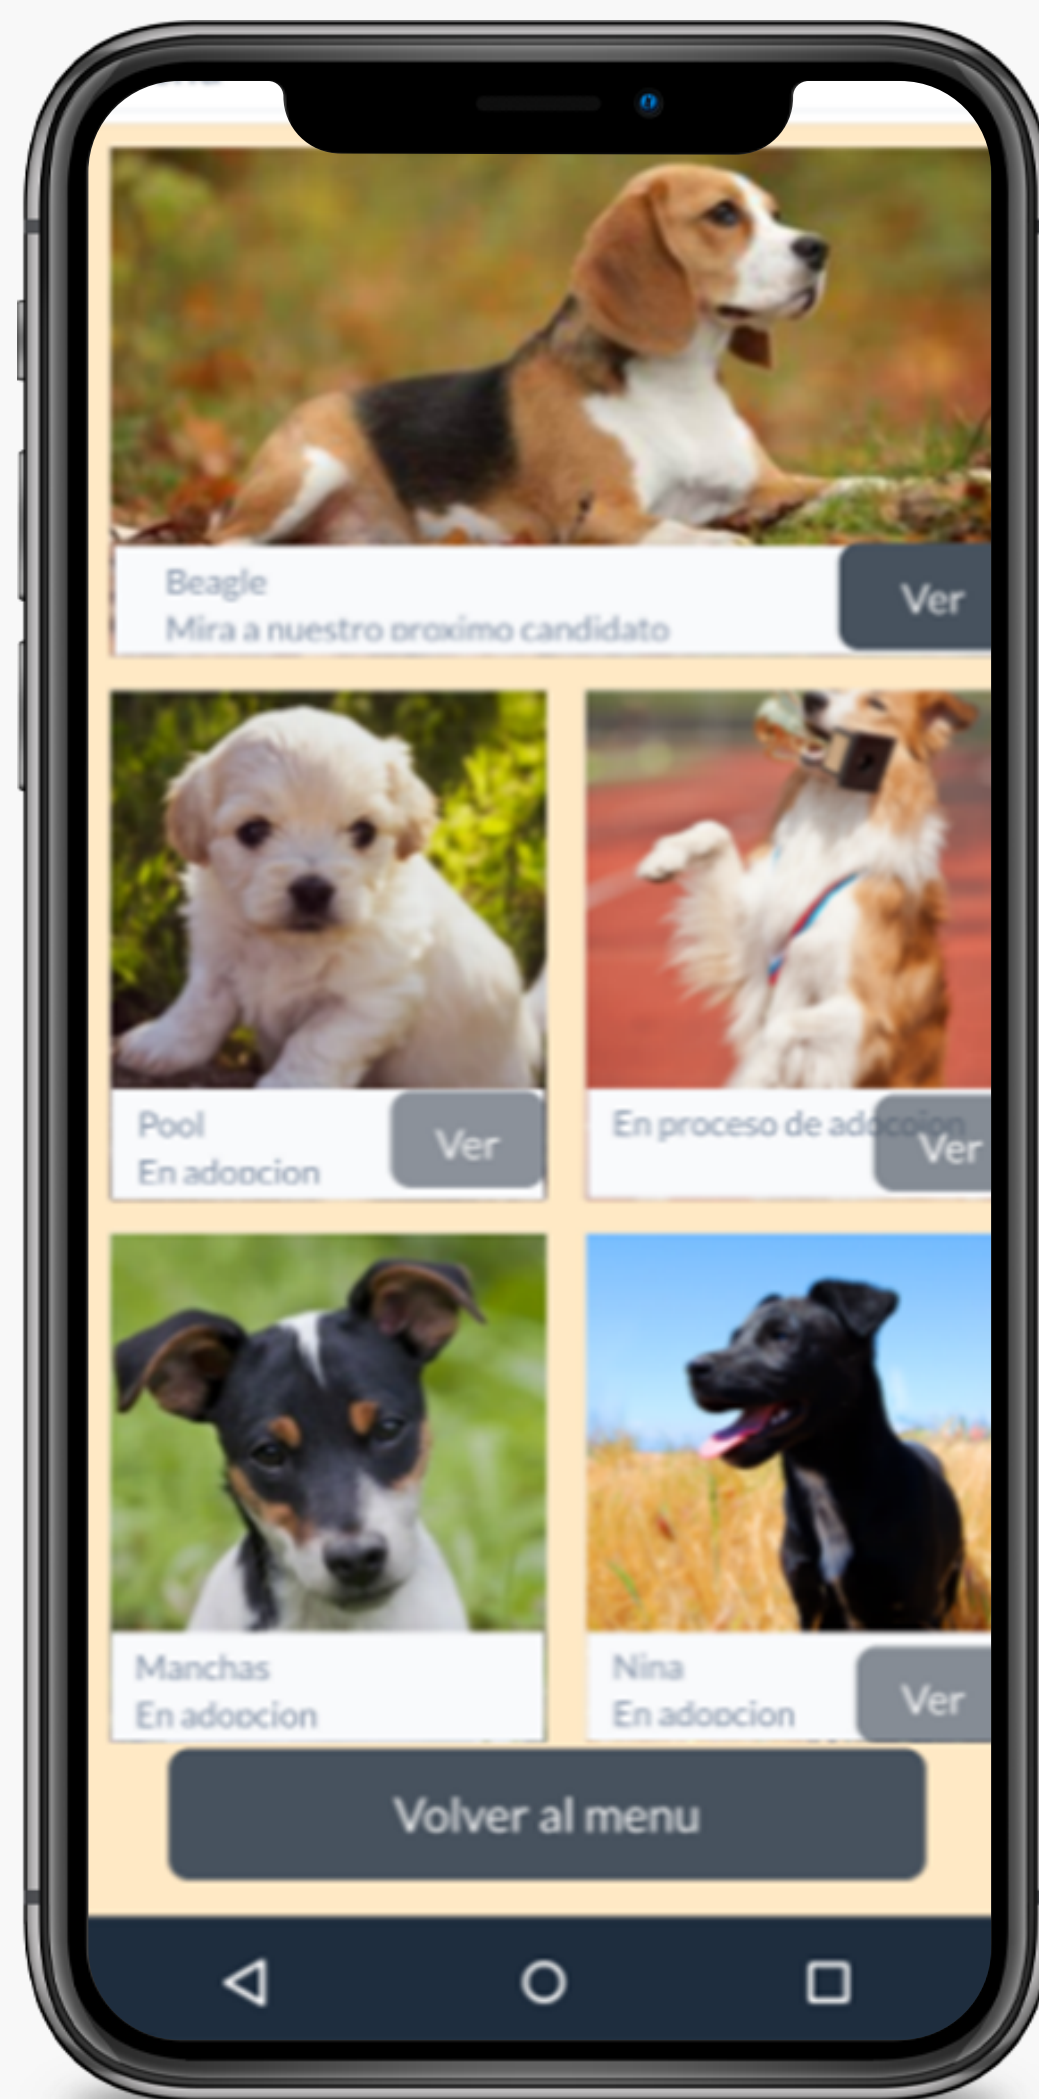 Beagle
Mira a nuestro proximo candidato
Ver
Pool
En adopcion
Ver
En proceso de adopcion
Ver
Manchas
En adopcion
Nina
En adopcion
Ver
Volver al menu